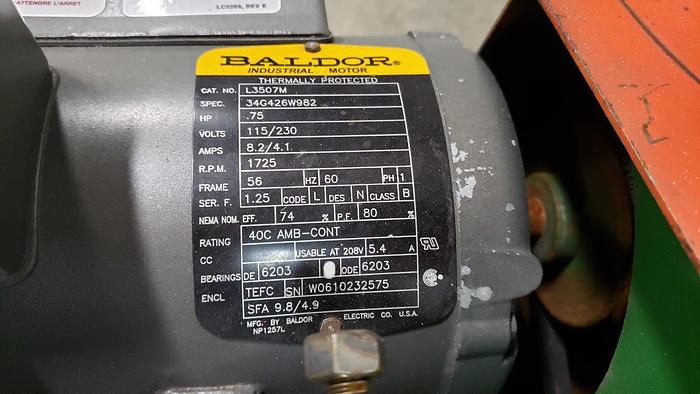 ATTENDRE L'ARRET
LC0269, REV E
BALDOR®
INDUSTRIAL MOTOR
THERMALLY PROTECTED
CAT. NO. L3507M
SPEC. 34G426W982
HP .75
VOLTS 115/230
AMPS 8.2/4.1
R.P.M. 1725
FRAME 56 HZ 60 PH 1
SER. F. 1.25 CODE L DES N CLASS B
NEMA NOM. EFF. 74 % P.F. 80 %
RATING 40C AMB-CONT
CC USABLE AT 208V 5.4 A
BEARINGS DE 6203 ODE 6203
ENCL TEFC SN W0610232575
SFA 9.8/4.9
MFG. BY BALDOR ELECTRIC CO. U.S.A.
NP1257L